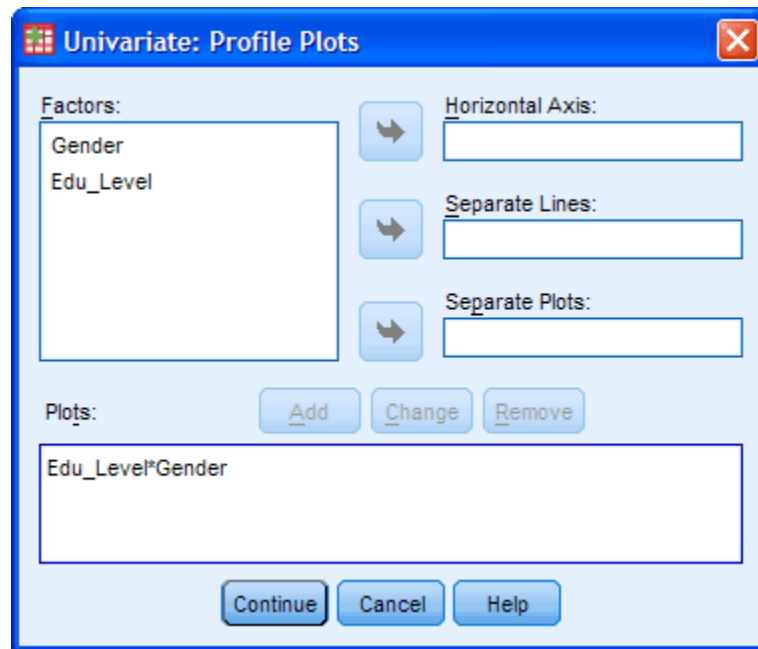 Univariate: Profile Plots
Factors:
Gender
Edu_Level
Horizontal Axis:
Separate Lines:
Separate Plots:
Plots:
Add Change Remove
Edu_Level*Gender
Continue Cancel Help